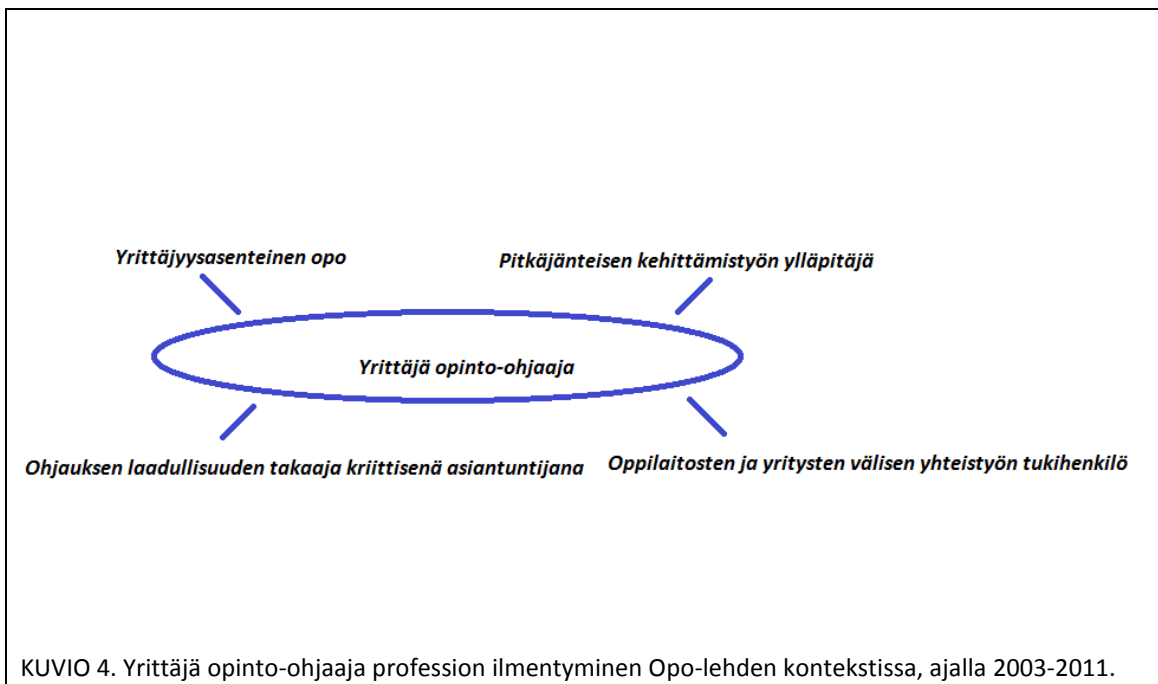 Yrittäjyysasenteinen opo
Pitkäjänteisen kehittämistyön ylläpitäjä
Yrittäjä opinto-ohjaaja
Ohjauksen laadullisuuden takaaja kriittisenä asiantuntijana
Oppilaitosten ja yritysten välisen yhteistyön tukihenkilö
KUVIO 4. Yrittäjä opinto-ohjaaja profession ilmentyminen Opo-lehden kontekstissa, ajalla 2003-2011.